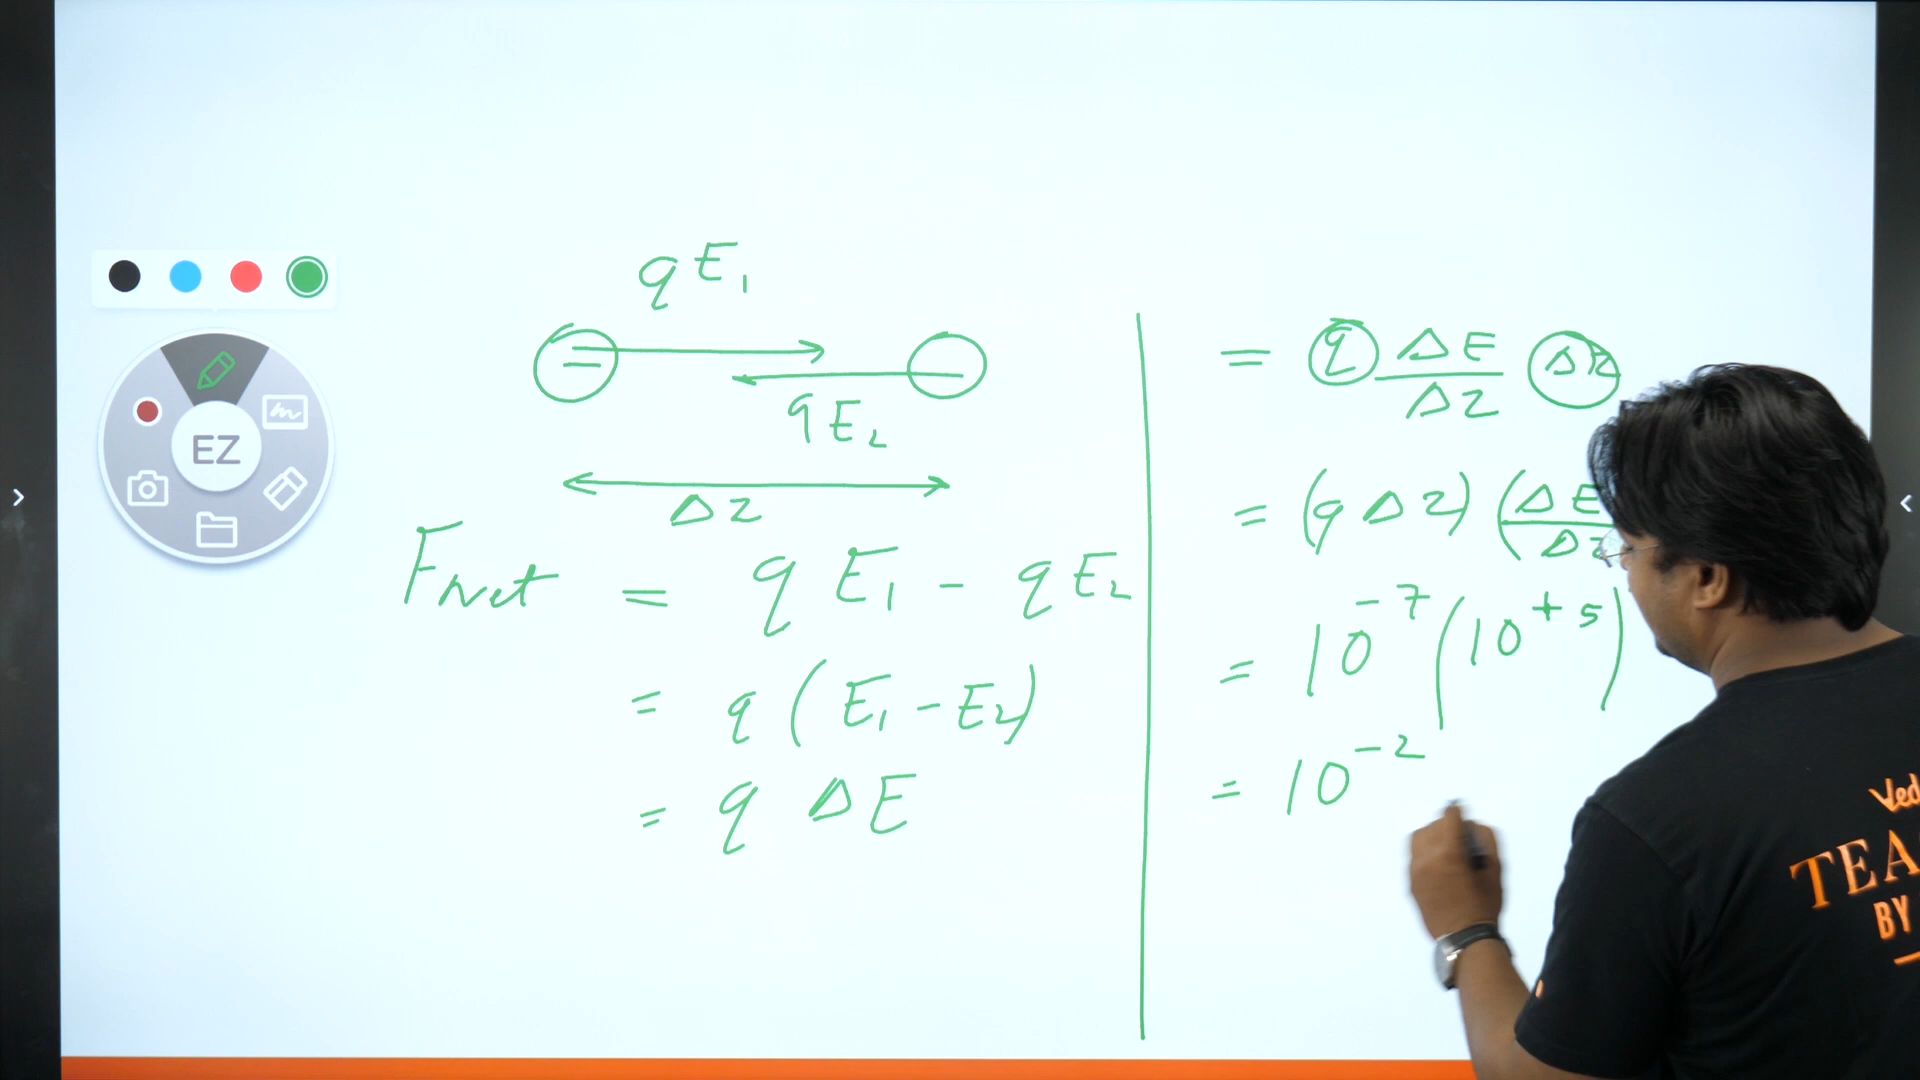 qE₁
qE₂
Δz
Fnet = qE₁ - qE₂
= q(E₁ - E₂)
= qΔE
= q ΔE/Δz Δz
= (qΔz)(ΔE/Δz
= 10⁻⁷(10⁺⁵)
= 10⁻²
EZ
Ved
TEA
BY